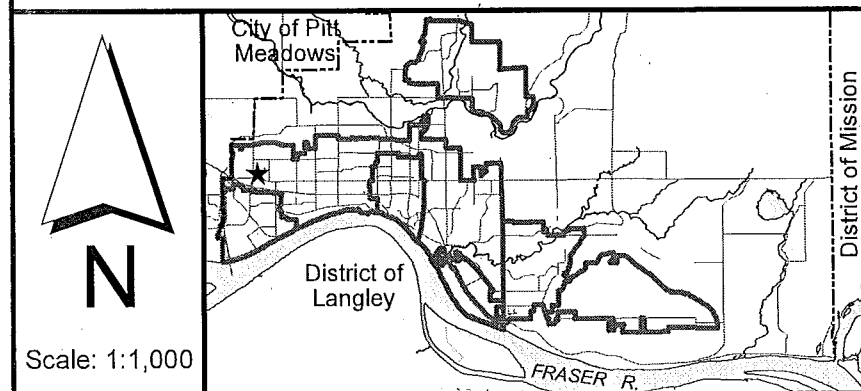 N
Scale: 1:1,000
City of Pitt
Meadows
District of
Langley
FRASER R.
District of Mission